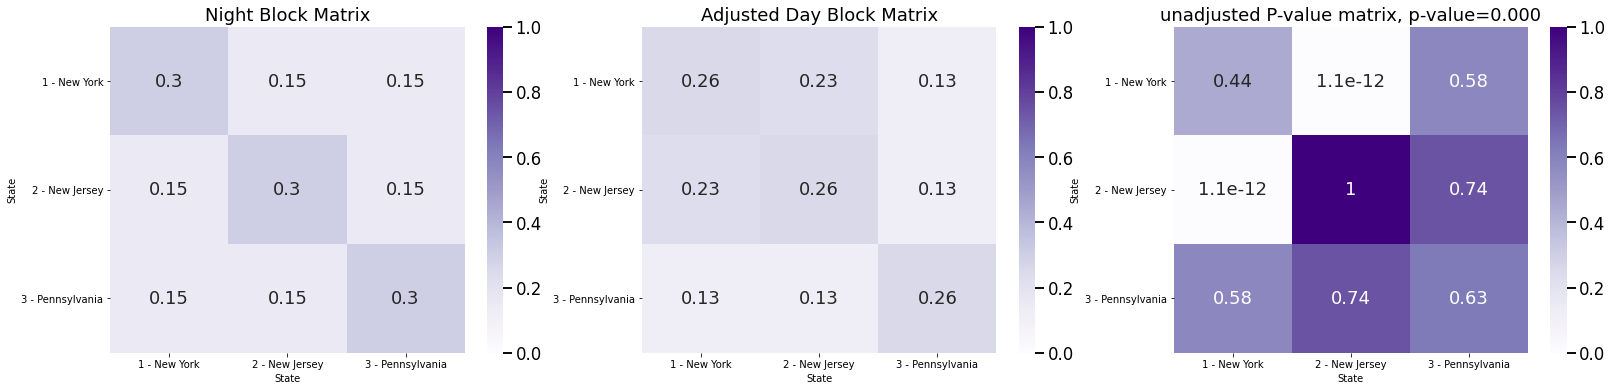 Night Block Matrix
State
1 - New York
2 - New Jersey
3 - Pennsylvania
0.3 0.15 0.15
0.15 0.3 0.15
0.15 0.15 0.3
1 - New York 2 - New Jersey 3 - Pennsylvania
State
1.0
0.8
0.6
0.4
0.2
0.0
Adjusted Day Block Matrix
State
1 - New York
2 - New Jersey
3 - Pennsylvania
0.26 0.23 0.13
0.23 0.26 0.13
0.13 0.13 0.26
1 - New York 2 - New Jersey 3 - Pennsylvania
State
1.0
0.8
0.6
0.4
0.2
0.0
unadjusted P-value matrix, p-value=0.000
State
1 - New York
2 - New Jersey
3 - Pennsylvania
0.44 1.1e-12 0.58
1.1e-12 1 0.74
0.58 0.74 0.63
1 - New York 2 - New Jersey 3 - Pennsylvania
State
1.0
0.8
0.6
0.4
0.2
0.0